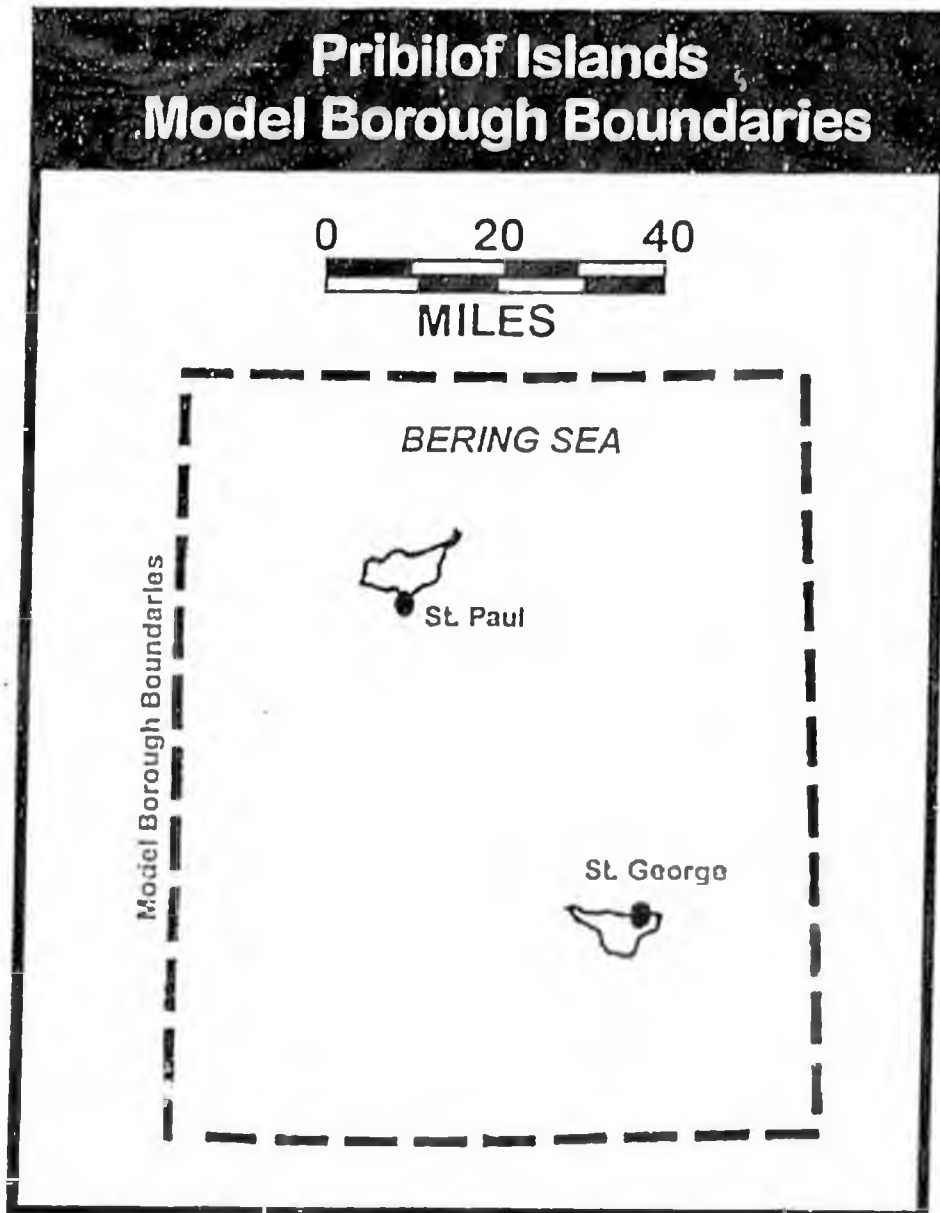 Pribilof Islands
Model Borough Boundaries
0 20 40
MILES
BERING SEA
St. Paul
Model Borough Boundaries
St. George